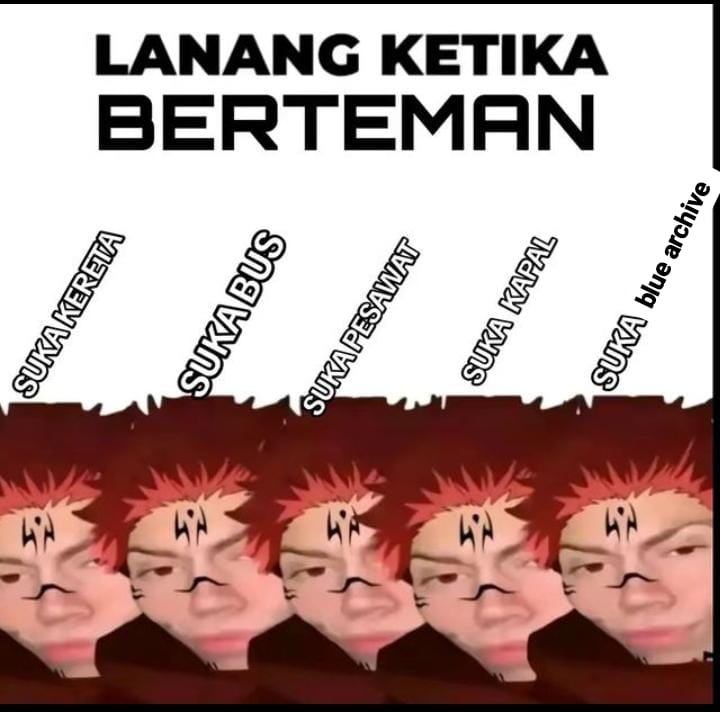 LANANG KETIKA
BERTEMAN
SUKA KERETA
SUKA BUS
SUKA PESAWAT
SUKA KAPAL
SUKA blue archive